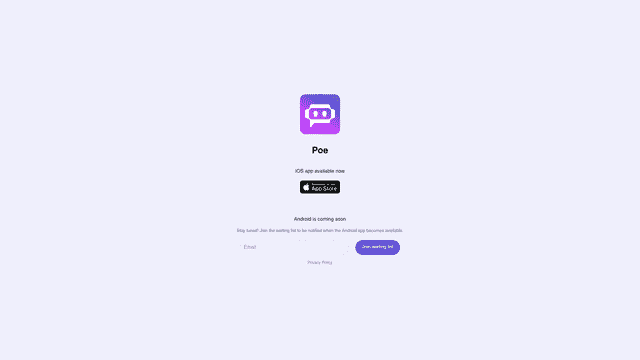 Poe
iOS app available now
App Store
Android is coming soon
Stay tuned! Join the waiting list to be notified when the Android app becomes available.
Email
Join waiting list
Privacy Policy